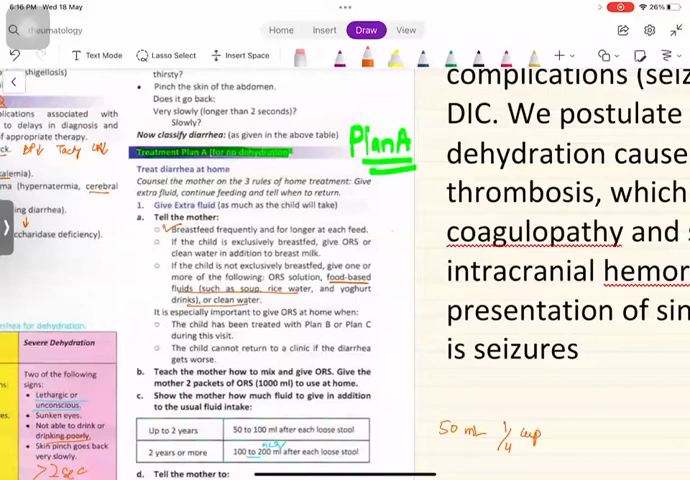 6:16 PM Wed 18 May
26%
rheumatology
Home Insert Draw View
Text Mode Lasso Select Insert Space
shigellosis)
lications associated with
to delays in diagnosis and
of appropriate therapy.
ck. BP↓ Tachy
kalemia).
ma (hypernatermia, cerebral
ing diarrhea).
ccharidase deficiency).
rrhea for dehydration.
Severe Dehydration
Two of the following
signs:
• Lethargic or
unconscious.
• Sunken eyes.
• Not able to drink or
drinking poorly.
• Skin pinch goes back
very slowly.
>2sec
thirsty?
• Pinch the skin of the abdomen.
Does it go back:
Very slowly (longer than 2 seconds)?
Slowly?
Now classify diarrhea: (as given in the above table)
Plan A
Treatment Plan A (for no dehydration)
Treat diarrhea at home
Counsel the mother on the 3 rules of home treatment: Give
extra fluid, continue feeding and tell when to return.
1. Give Extra fluid (as much as the child will take)
a. Tell the mother:
○ Breastfeed frequently and for longer at each feed.
○ If the child is exclusively breastfed, give ORS or
clean water in addition to breast milk.
○ If the child is not exclusively breastfed, give one or
more of the following: ORS solution, food-based
fluids (such as soup, rice water, and yoghurt
drinks), or clean water.
It is especially important to give ORS at home when:
○ The child has been treated with Plan B or Plan C
during this visit.
○ The child cannot return to a clinic if the diarrhea
gets worse.
b. Teach the mother how to mix and give ORS. Give the
mother 2 packets of ORS (1000 ml) to use at home.
c. Show the mother how much fluid to give in addition
to the usual fluid intake:
Up to 2 years 50 to 100 ml after each loose stool
2 years or more 100 to 200 ml after each loose stool
d. Tell the mother to:
complications (seiz
DIC. We postulate
dehydration cause
thrombosis, which
coagulopathy and s
intracranial hemor
presentation of sin
is seizures
50 mL 1/4 cup